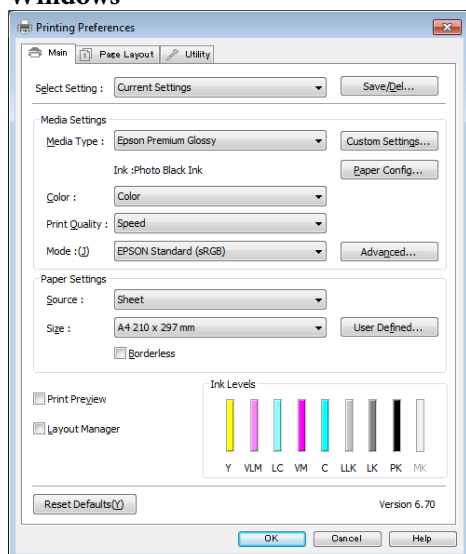 Windows
Printing Preferences
Main Page Layout Utility
Select Setting : Current Settings Save/Del...
Media Settings
Media Type : Epson Premium Glossy Custom Settings...
Ink :Photo Black Ink Paper Config...
Color : Color
Print Quality : Speed
Mode :(J) EPSON Standard (sRGB) Advanced...
Paper Settings
Source : Sheet
Size : A4 210 x 297 mm User Defined...
Borderless
Ink Levels
Print Preview
Layout Manager
Y VLM LC VM C LLK LK PK MK
Reset Defaults(Y) Version 6.70
OK Cancel Help